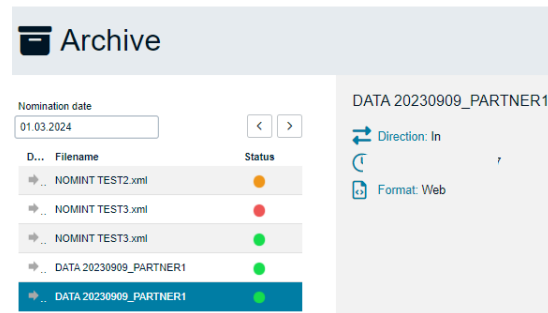 Archive
Nomination date
01.03.2024
D... Filename Status
.. NOMINT TEST2.xml
.. NOMINT TEST3.xml
.. NOMINT TEST3.xml
.. DATA 20230909_PARTNER1
.. DATA 20230909_PARTNER1
DATA 20230909_PARTNER1
Direction: In
Format: Web